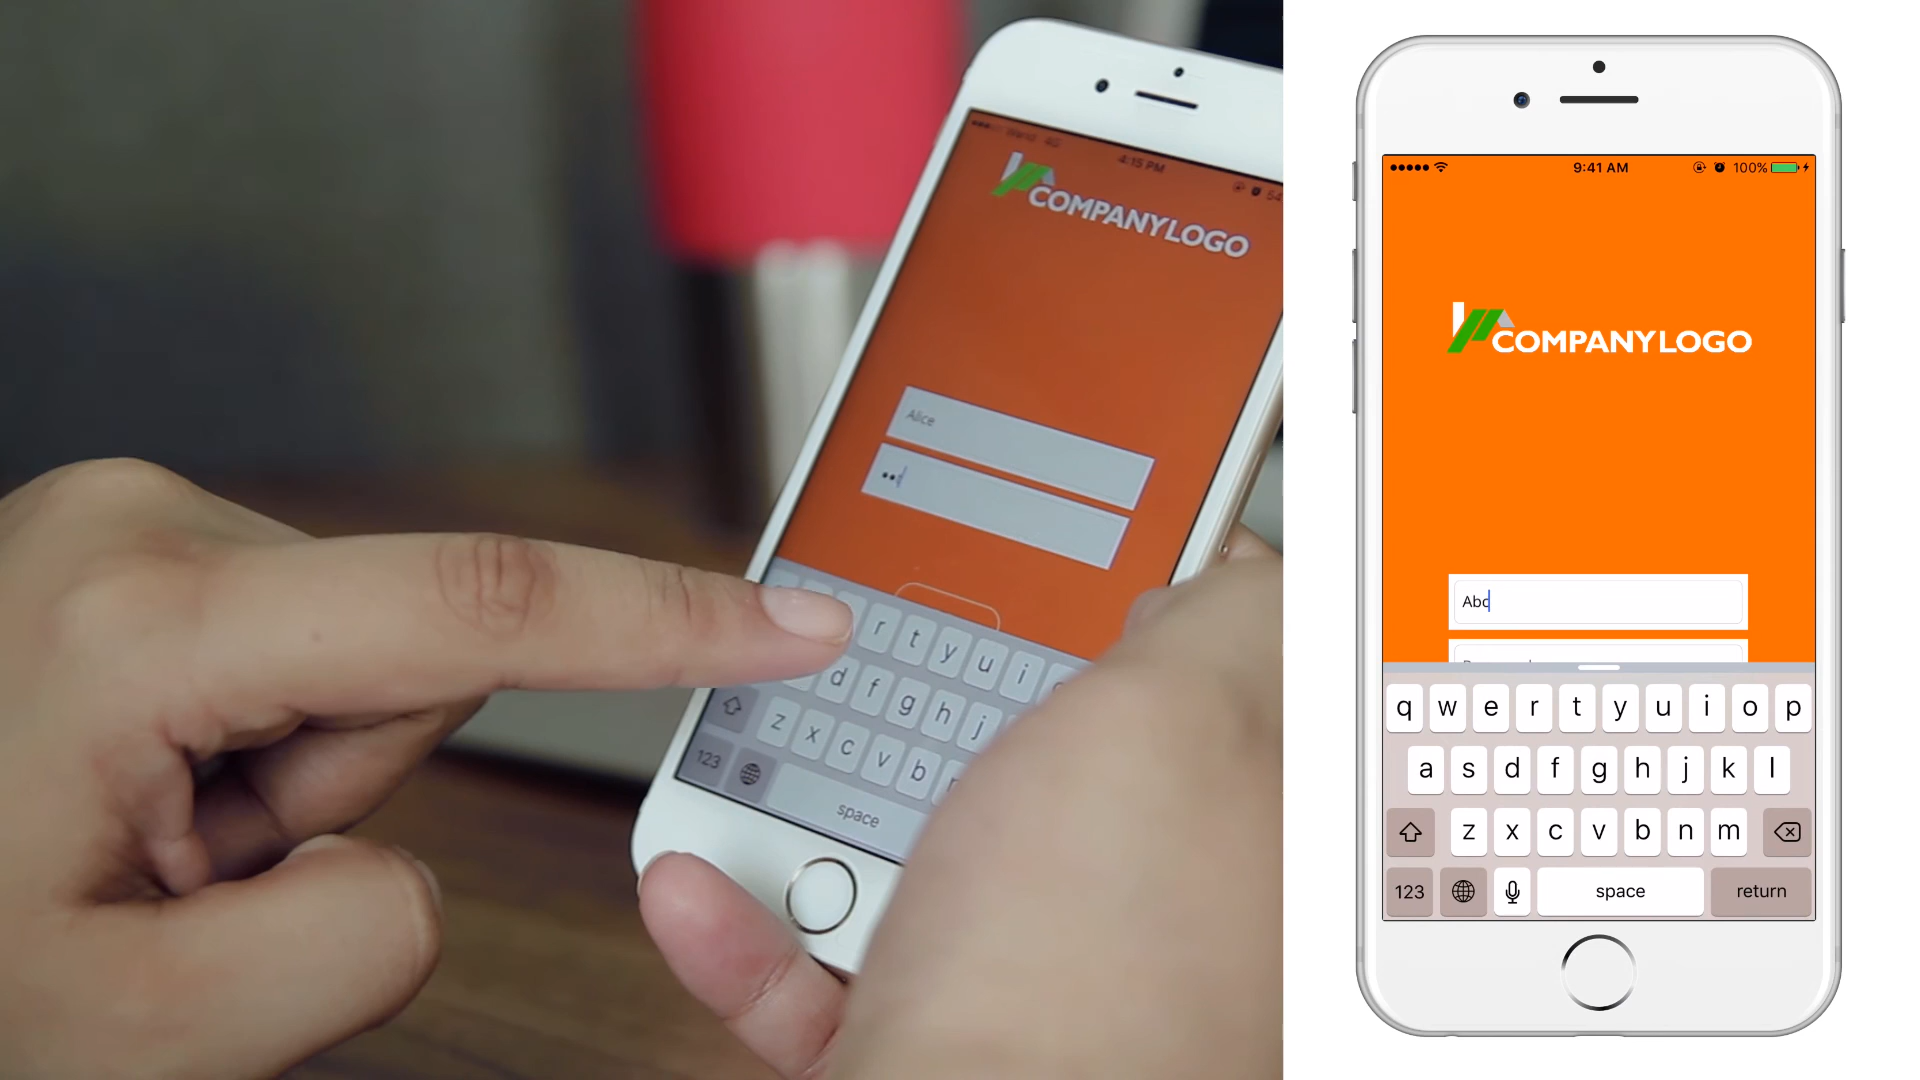 4:15 PM
COMPANYLOGO
Alice
r t y u i
d f g h j
z x c v b
123
space
9:41 AM 100%
COMPANYLOGO
Abc
q w e r t y u i o p
a s d f g h j k l
z x c v b n m
123 space return